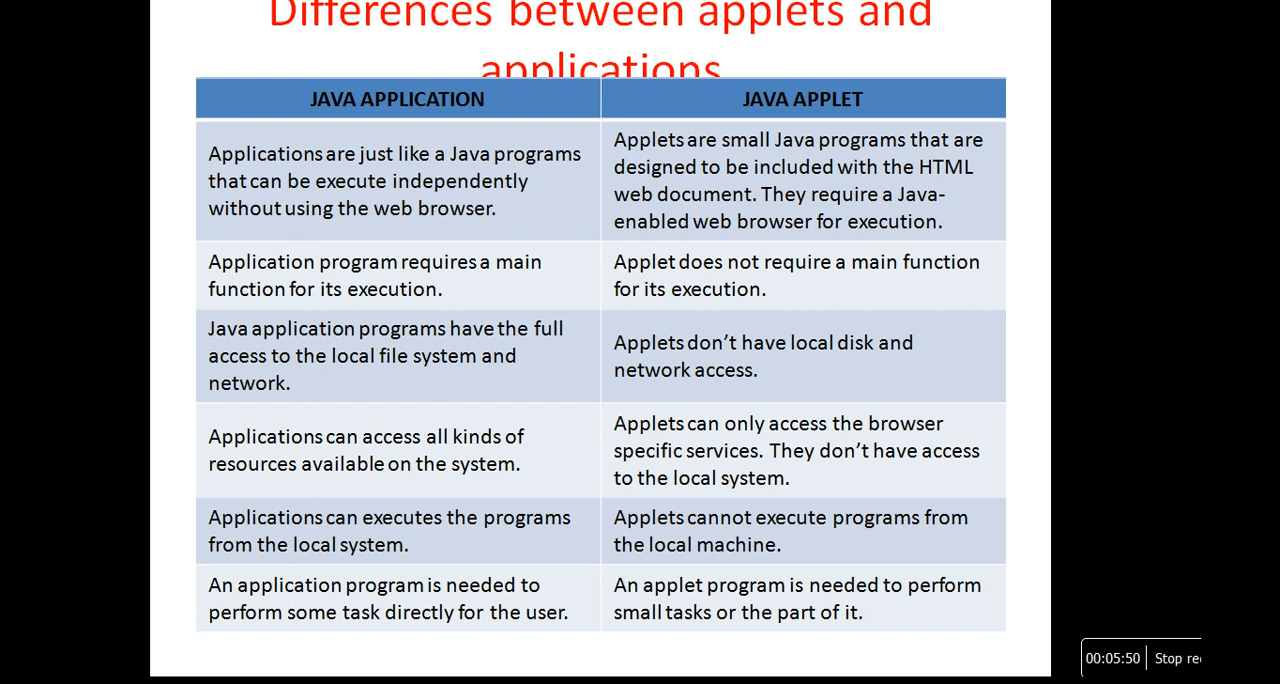 Differences between applets and
applications
JAVA APPLICATION
JAVA APPLET
Applications are just like a Java programs
that can be execute independently
without using the web browser.
Applets are small Java programs that are
designed to be included with the HTML
web document. They require a Java-
enabled web browser for execution.
Application program requires a main
function for its execution.
Applet does not require a main function
for its execution.
Java application programs have the full
access to the local file system and
network.
Applets don’t have local disk and
network access.
Applications can access all kinds of
resources available on the system.
Applets can only access the browser
specific services. They don’t have access
to the local system.
Applications can executes the programs
from the local system.
Applets cannot execute programs from
the local machine.
An application program is needed to
perform some task directly for the user.
An applet program is needed to perform
small tasks or the part of it.
00:05:50
Stop